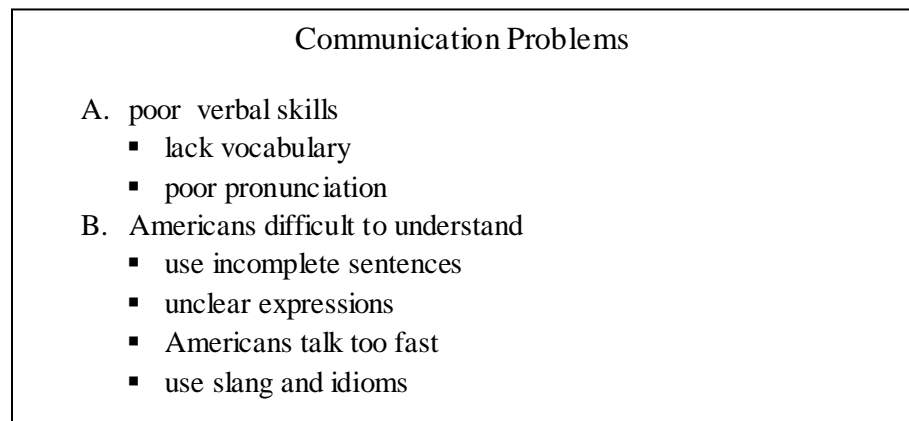 Communication Problems
A. poor verbal skills
▪ lack vocabulary
▪ poor pronunciation
B. Americans difficult to understand
▪ use incomplete sentences
▪ unclear expressions
▪ Americans talk too fast
▪ use slang and idioms